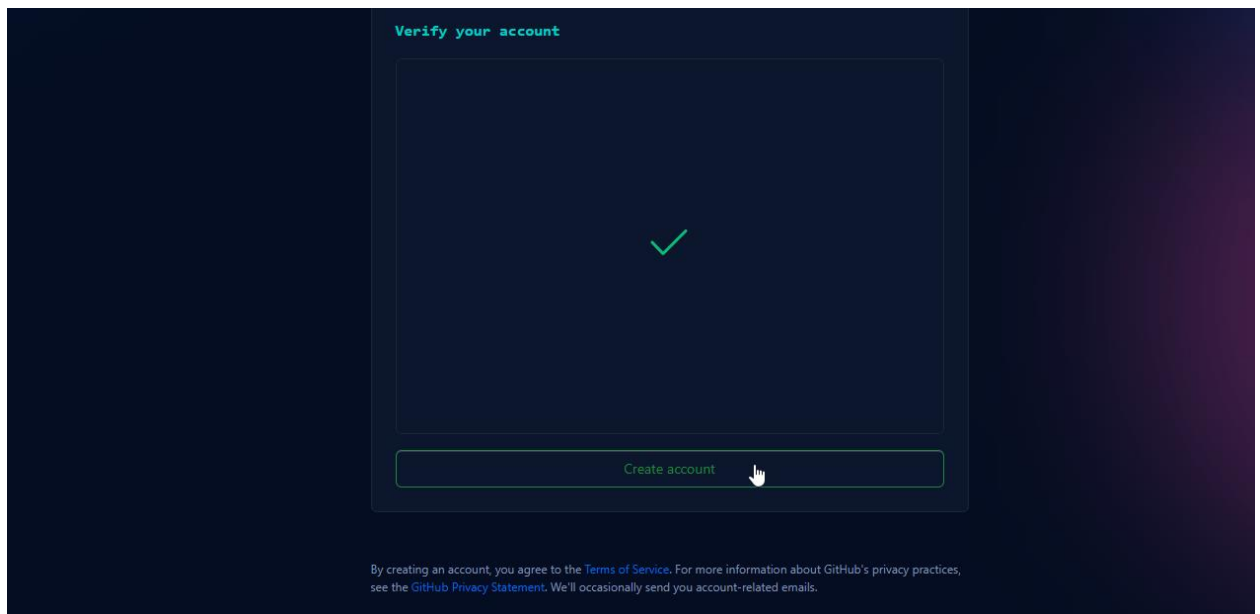 Verify your account
Create account
By creating an account, you agree to the Terms of Service. For more information about GitHub's privacy practices,
see the GitHub Privacy Statement. We'll occasionally send you account-related emails.